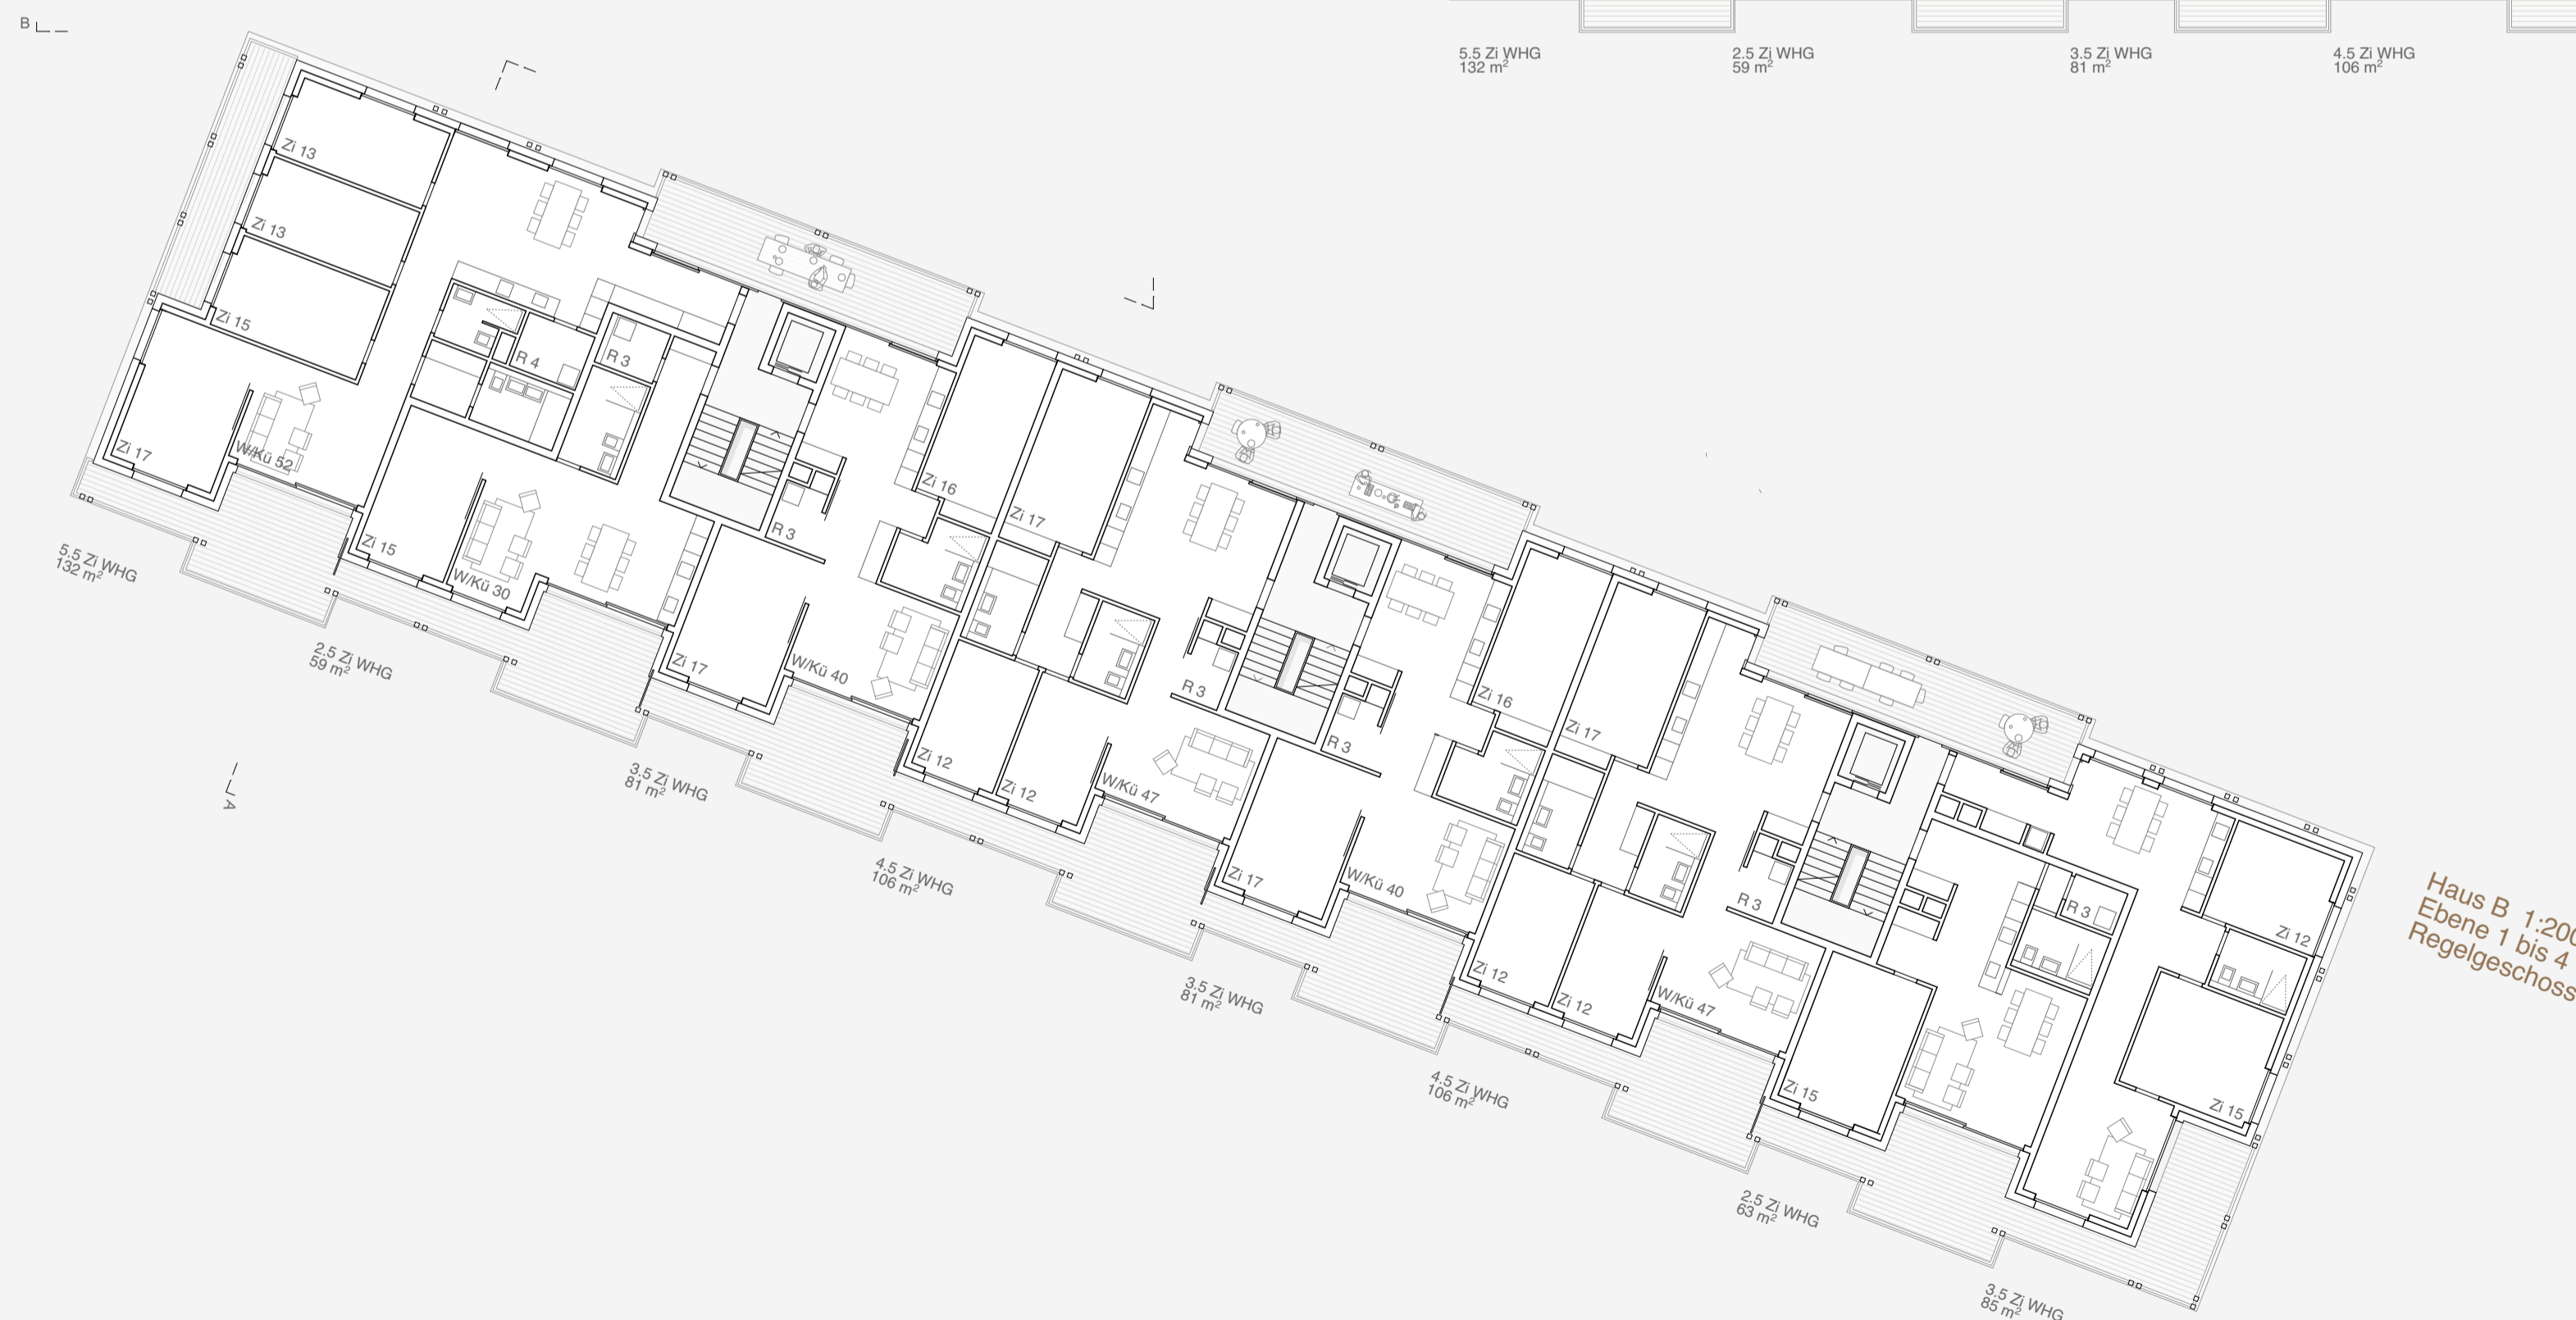 B
5.5 Zi WHG
132 m²
2.5 Zi WHG
59 m²
3.5 Zi WHG
81 m²
4.5 Zi WHG
106 m²
Zi 13
Zi 13
Zi 15
Zi 17
W/Kü 52
R 4
R 3
Zi 15
W/Kü 30
R 3
Zi 16
Zi 17
Zi 17
W/Kü 40
R 3
Zi 12
Zi 12
W/Kü 47
R 3
Zi 16
Zi 17
Zi 17
W/Kü 40
R 3
Zi 12
Zi 12
W/Kü 47
Zi 15
R 3
Zi 12
Zi 15
A
5.5 Zi WHG
132 m²
2.5 Zi WHG
59 m²
3.5 Zi WHG
81 m²
4.5 Zi WHG
106 m²
3.5 Zi WHG
81 m²
4.5 Zi WHG
106 m²
2.5 Zi WHG
63 m²
3.5 Zi WHG
85 m²
Haus B 1:200
Ebene 1 bis 4
Regelgeschoss